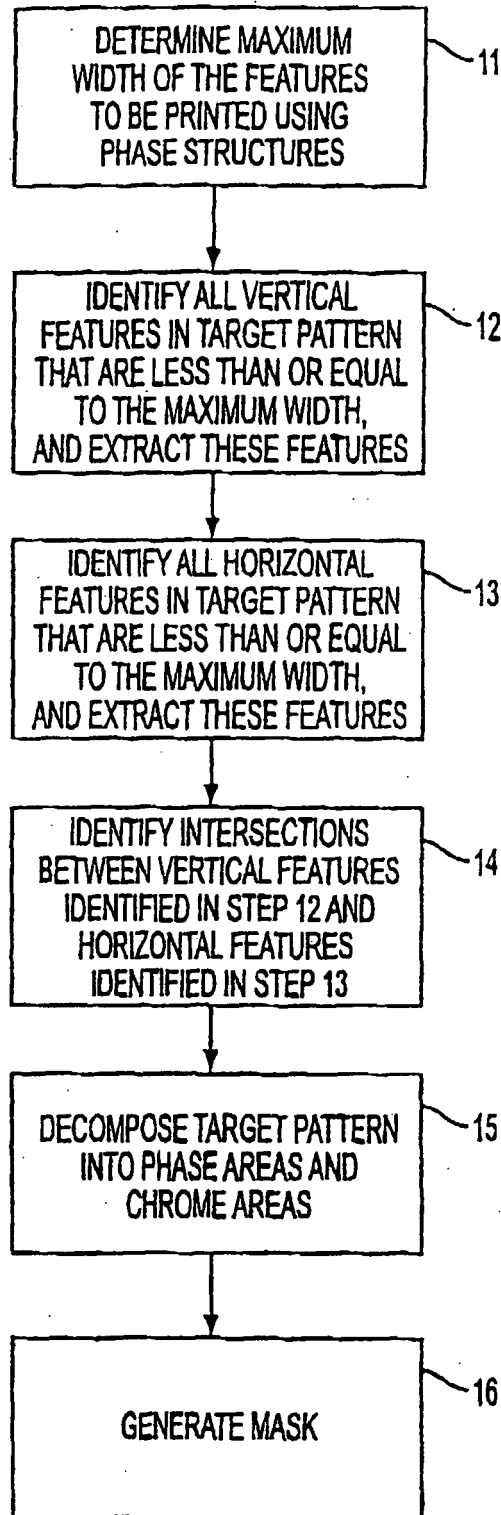 DETERMINE MAXIMUM
WIDTH OF THE FEATURES
TO BE PRINTED USING
PHASE STRUCTURES
11
IDENTIFY ALL VERTICAL
FEATURES IN TARGET PATTERN
THAT ARE LESS THAN OR EQUAL
TO THE MAXIMUM WIDTH,
AND EXTRACT THESE FEATURES
12
IDENTIFY ALL HORIZONTAL
FEATURES IN TARGET PATTERN
THAT ARE LESS THAN OR EQUAL
TO THE MAXIMUM WIDTH,
AND EXTRACT THESE FEATURES
13
IDENTIFY INTERSECTIONS
BETWEEN VERTICAL FEATURES
IDENTIFIED IN STEP 12 AND
HORIZONTAL FEATURES
IDENTIFIED IN STEP 13
14
DECOMPOSE TARGET PATTERN
INTO PHASE AREAS AND
CHROME AREAS
15
GENERATE MASK
16